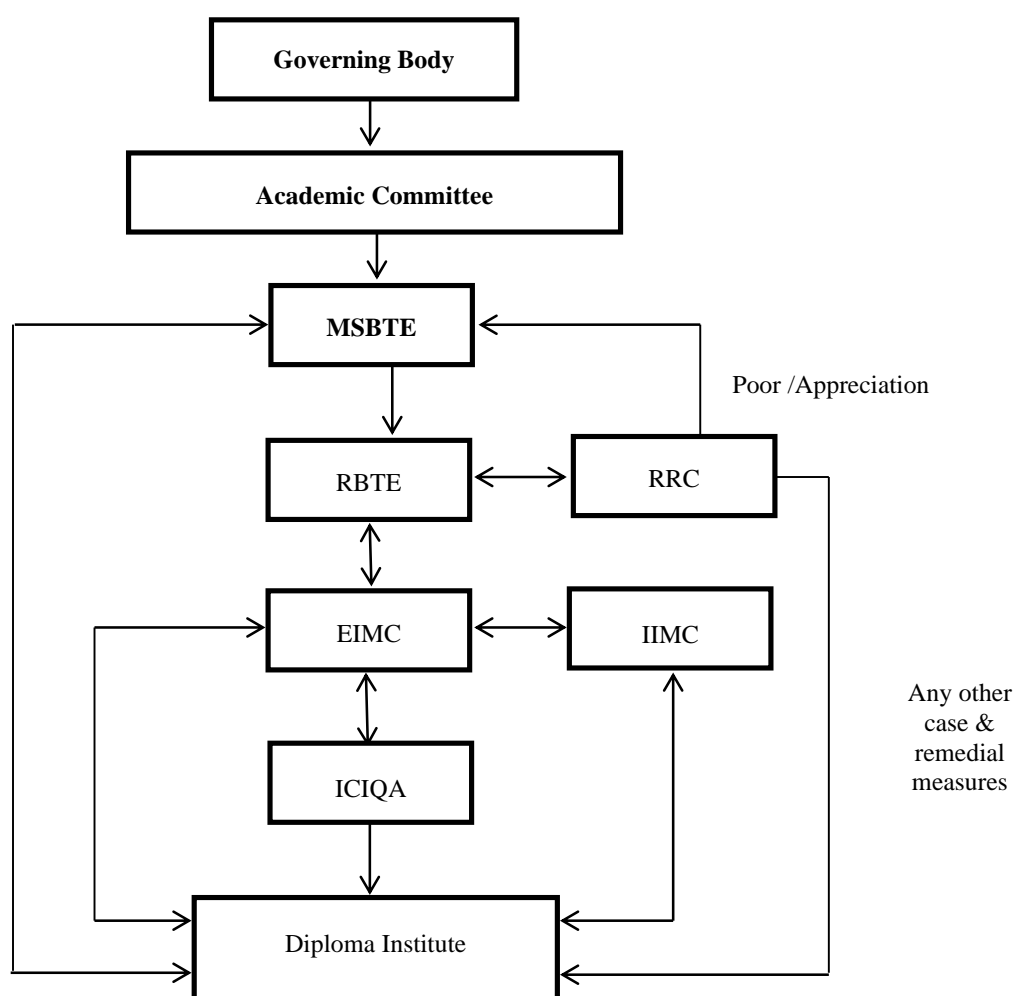 Governing Body
Academic Committee
MSBTE
Poor /Appreciation
RBTE
RRC
EIMC
IIMC
Any other
case &
remedial
measures
ICIQA
Diploma Institute